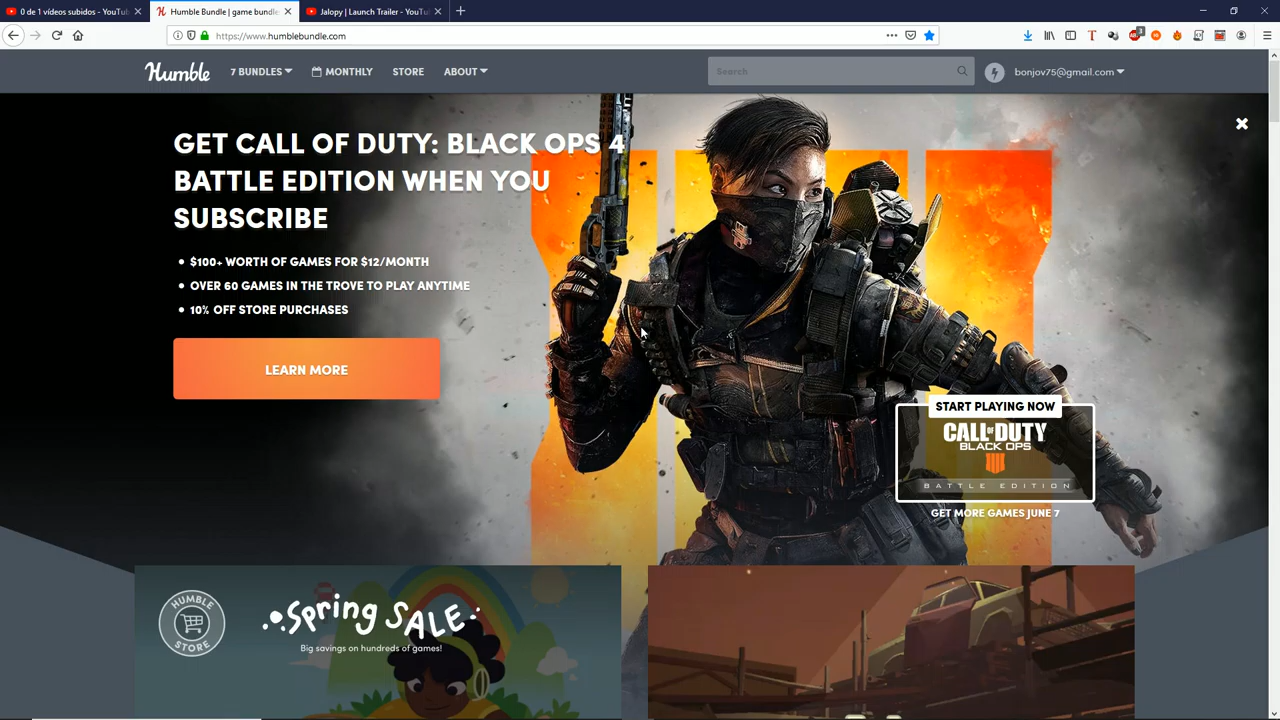 0 de 1 vídeos subidos - YouTu
Humble Bundle | game bundle
Jalopy | Launch Trailer - YouTu
https://www.humblebundle.com
3
Humble
7 BUNDLES
MONTHLY
STORE
ABOUT
Search
bonjov75@gmail.com
GET CALL OF DUTY: BLACK OPS 4
BATTLE EDITION WHEN YOU
SUBSCRIBE
$100+ WORTH OF GAMES FOR $12/MONTH
OVER 60 GAMES IN THE TROVE TO PLAY ANYTIME
10% OFF STORE PURCHASES
LEARN MORE
START PLAYING NOW
CALL OF DUTY
BLACK OPS
IIII
BATTLE EDITION
GET MORE GAMES JUNE 7
HUMBLE
STORE
Spring SALE
Big savings on hundreds of games!